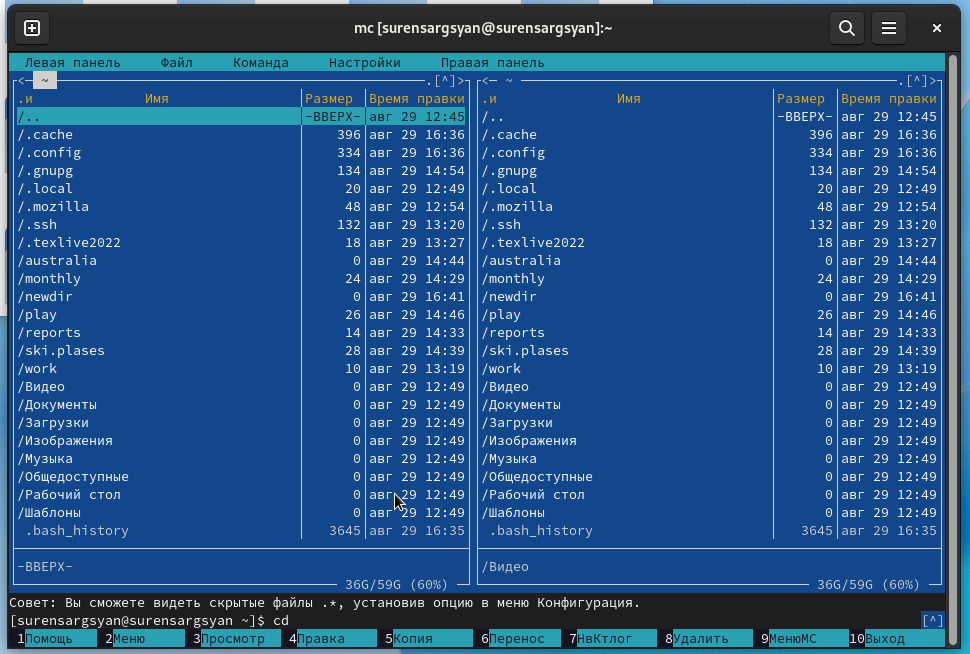 mc [surensargsyan@surensargsyan]:~
Левая панель Файл Команда Настройки Правая панель
<— ~ .[^]> <— ~ .[^]>
.и Имя Размер Время правки .и Имя Размер Время правки
/.. -ВВЕРХ- авг 29 12:45 /.. -ВВЕРХ- авг 29 12:45
/.cache 396 авг 29 16:36 /.cache 396 авг 29 16:36
/.config 334 авг 29 16:36 /.config 334 авг 29 16:36
/.gnupg 134 авг 29 14:54 /.gnupg 134 авг 29 14:54
/.local 20 авг 29 12:49 /.local 20 авг 29 12:49
/.mozilla 48 авг 29 12:54 /.mozilla 48 авг 29 12:54
/.ssh 132 авг 29 13:20 /.ssh 132 авг 29 13:20
/.texlive2022 18 авг 29 13:27 /.texlive2022 18 авг 29 13:27
/australia 0 авг 29 14:44 /australia 0 авг 29 14:44
/monthly 24 авг 29 14:29 /monthly 24 авг 29 14:29
/newdir 0 авг 29 16:41 /newdir 0 авг 29 16:41
/play 26 авг 29 14:46 /play 26 авг 29 14:46
/reports 14 авг 29 14:33 /reports 14 авг 29 14:33
/ski.plases 28 авг 29 14:39 /ski.plases 28 авг 29 14:39
/work 10 авг 29 13:19 /work 10 авг 29 13:19
/Видео 0 авг 29 12:49 /Видео 0 авг 29 12:49
/Документы 0 авг 29 12:49 /Документы 0 авг 29 12:49
/Загрузки 0 авг 29 12:49 /Загрузки 0 авг 29 12:49
/Изображения 0 авг 29 12:49 /Изображения 0 авг 29 12:49
/Музыка 0 авг 29 12:49 /Музыка 0 авг 29 12:49
/Общедоступные 0 авг 29 12:49 /Общедоступные 0 авг 29 12:49
/Рабочий стол 0 авг 29 12:49 /Рабочий стол 0 авг 29 12:49
/Шаблоны 0 авг 29 12:49 /Шаблоны 0 авг 29 12:49
.bash_history 3645 авг 29 16:35 .bash_history 3645 авг 29 16:35
-ВВЕРХ- /Видео
36G/59G (60%) 36G/59G (60%)
Совет: Вы сможете видеть скрытые файлы .*, установив опцию в меню Конфигурация.
[surensargsyan@surensargsyan ~]$ cd [^]
1Помощь 2Меню 3Просмотр 4Правка 5Копия 6Перенос 7НвКтлог 8Удалить 9МенюMC 10Выход